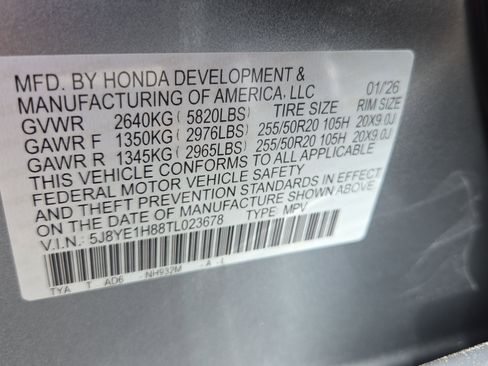 MFD. BY HONDA DEVELOPMENT &
MANUFACTURING OF AMERICA, LLC 01/'26
GVWR 2640KG (5820LBS) TIRE SIZE RIM SIZE
GAWR F 1350KG (2976LBS) 255/50R20 105H 20X9.0J
GAWR R 1345KG (2965LBS) 255/50R20 105H 20X9.0J
THIS VEHICLE CONFORMS TO ALL APPLICABLE
FEDERAL MOTOR VEHICLE SAFETY
AND THEFT PREVENTION STANDARDS IN EFFECT
ON THE DATE OF MANUFACTURE SHOWN ABOVE.
V.I.N.: 5J8YE1H88TL023678 TYPE: MPV
TYA T AD6 -NH932M -A -L